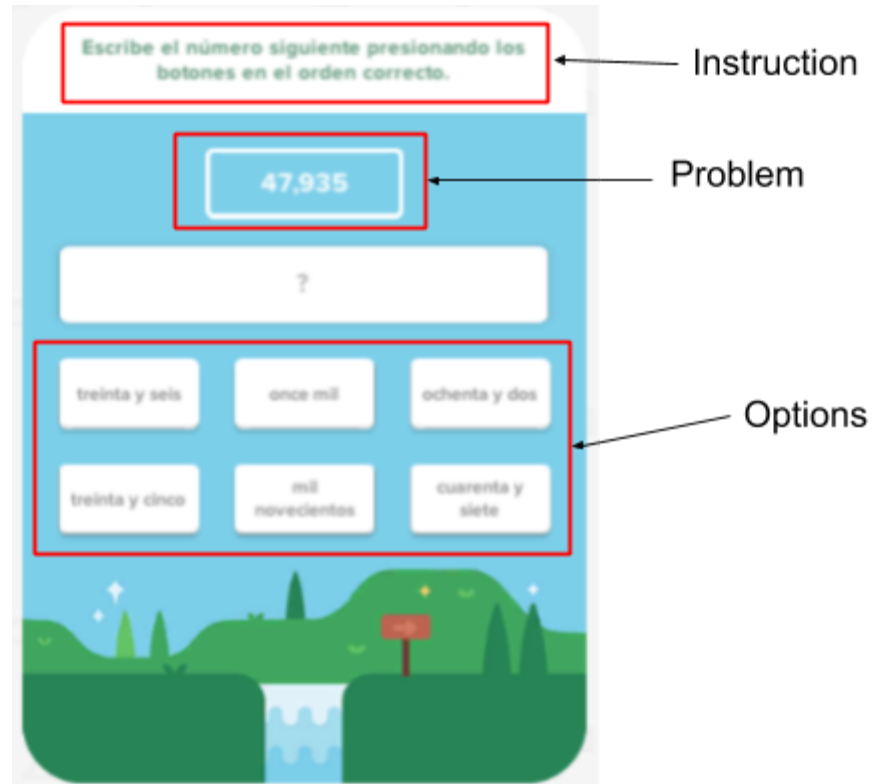 Escribe el número siguiente presionando los
botones en el orden correcto.
Instruction
47,935
Problem
?
treinta y seis
once mil
ochenta y dos
Options
treinta y cinco
mil
novecientos
cuarenta y
siete